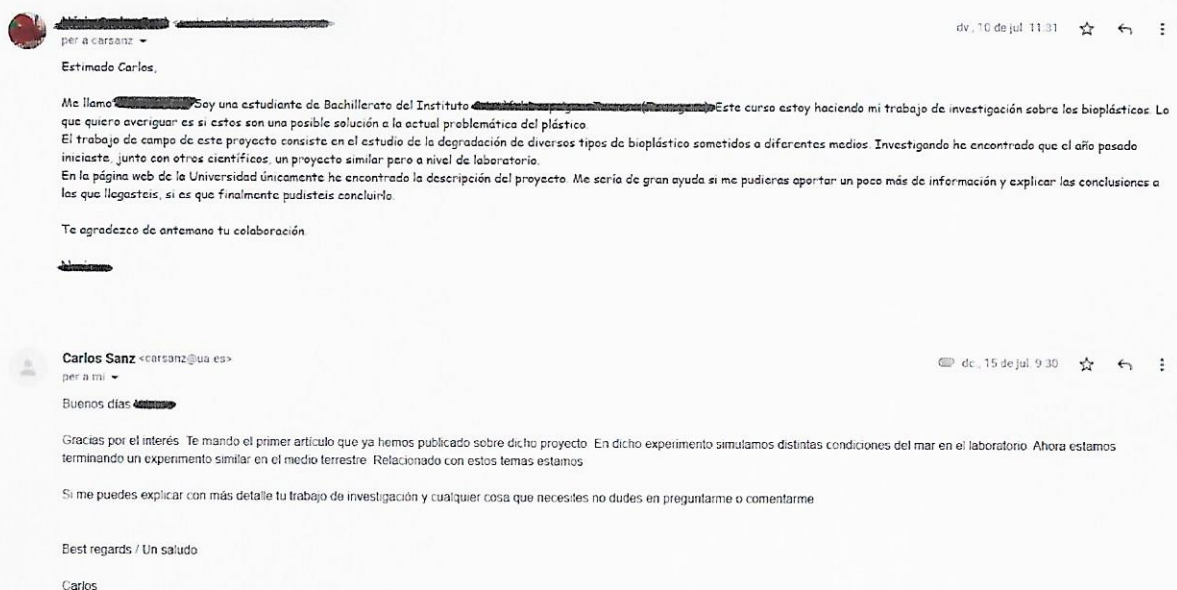 dv., 10 de jul. 11:31
per a carsanz
Estimado Carlos,
Me llamo Soy una estudiante de Bachillerato del Instituto Este curso estoy haciendo mi trabajo de investigación sobre los bioplásticos. Lo
que quiero averiguar es si estos son una posible solución a la actual problemática del plástico.
El trabajo de campo de este proyecto consiste en el estudio de la degradación de diversos tipos de bioplástico sometidos a diferentes medios. Investigando he encontrado que el año pasado
iniciaste, junto con otros científicos, un proyecto similar pero a nivel de laboratorio.
En la página web de la Universidad únicamente he encontrado la descripción del proyecto. Me sería de gran ayuda si me pudieras aportar un poco más de información y explicar las conclusiones a
las que llegasteis, si es que finalmente pudisteis concluirlo.
Te agradezco de antemano tu colaboración.
Carlos Sanz <carsanz@ua.es>
dc., 15 de jul. 9:30
per a mi
Buenos días
Gracias por el interés. Te mando el primer artículo que ya hemos publicado sobre dicho proyecto. En dicho experimento simulamos distintas condiciones del mar en el laboratorio. Ahora estamos
terminando un experimento similar en el medio terrestre. Relacionado con estos temas estamos
Si me puedes explicar con más detalle tu trabajo de investigación y cualquier cosa que necesites no dudes en preguntarme o comentarme
Best regards / Un saludo
Carlos